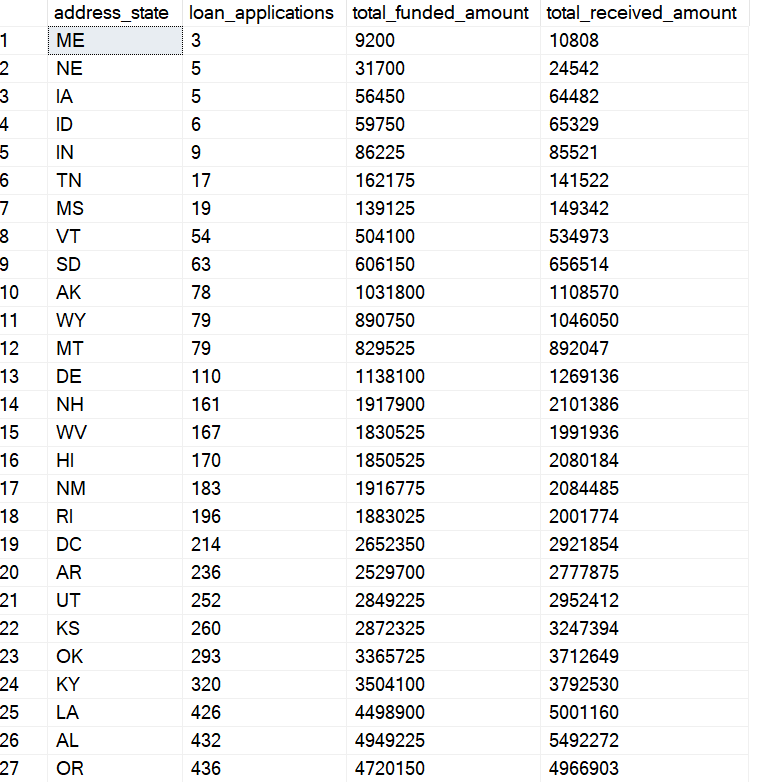 address_state loan_applications total_funded_amount total_received_amount
1 ME 3 9200 10808
2 NE 5 31700 24542
3 IA 5 56450 64482
4 ID 6 59750 65329
5 IN 9 86225 85521
6 TN 17 162175 141522
7 MS 19 139125 149342
8 VT 54 504100 534973
9 SD 63 606150 656514
10 AK 78 1031800 1108570
11 WY 79 890750 1046050
12 MT 79 829525 892047
13 DE 110 1138100 1269136
14 NH 161 1917900 2101386
15 WV 167 1830525 1991936
16 HI 170 1850525 2080184
17 NM 183 1916775 2084485
18 RI 196 1883025 2001774
19 DC 214 2652350 2921854
20 AR 236 2529700 2777875
21 UT 252 2849225 2952412
22 KS 260 2872325 3247394
23 OK 293 3365725 3712649
24 KY 320 3504100 3792530
25 LA 426 4498900 5001160
26 AL 432 4949225 5492272
27 OR 436 4720150 4966903